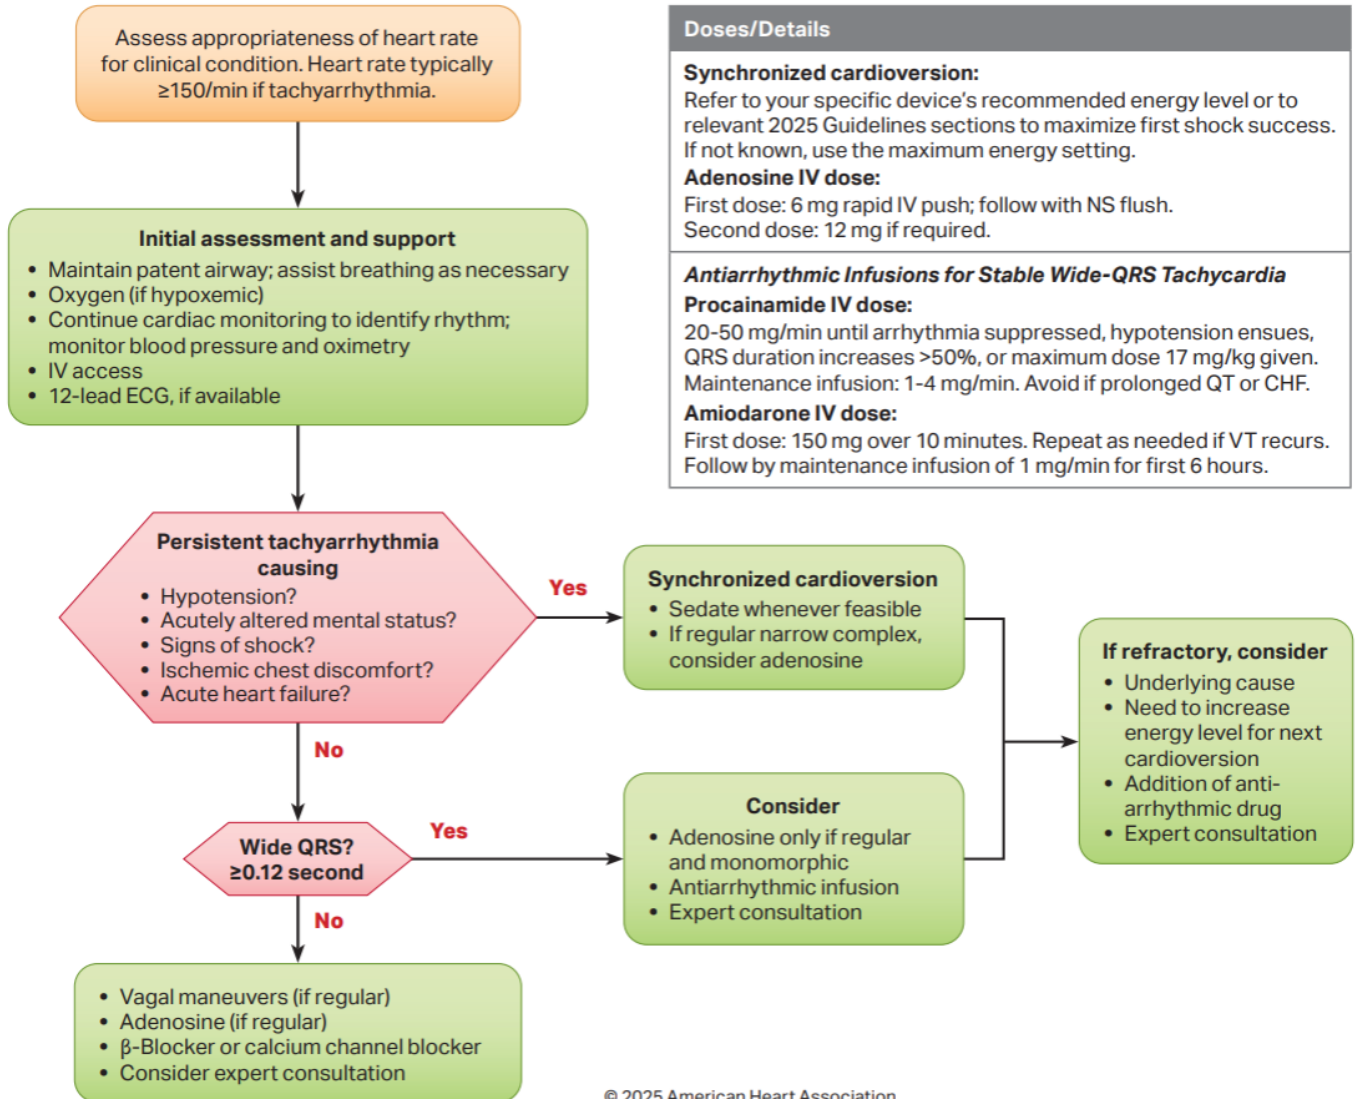 Assess appropriateness of heart rate
for clinical condition. Heart rate typically
≥150/min if tachyarrhythmia.
Initial assessment and support
• Maintain patent airway; assist breathing as necessary
• Oxygen (if hypoxemic)
• Continue cardiac monitoring to identify rhythm;
monitor blood pressure and oximetry
• IV access
• 12-lead ECG, if available
Doses/Details
Synchronized cardioversion:
Refer to your specific device's recommended energy level or to
relevant 2025 Guidelines sections to maximize first shock success.
If not known, use the maximum energy setting.
Adenosine IV dose:
First dose: 6 mg rapid IV push; follow with NS flush.
Second dose: 12 mg if required.
Antiarrhythmic Infusions for Stable Wide-QRS Tachycardia
Procainamide IV dose:
20-50 mg/min until arrhythmia suppressed, hypotension ensues,
QRS duration increases >50%, or maximum dose 17 mg/kg given.
Maintenance infusion: 1-4 mg/min. Avoid if prolonged QT or CHF.
Amiodarone IV dose:
First dose: 150 mg over 10 minutes. Repeat as needed if VT recurs.
Follow by maintenance infusion of 1 mg/min for first 6 hours.
Persistent tachyarrhythmia
causing
• Hypotension?
• Acutely altered mental status?
• Signs of shock?
• Ischemic chest discomfort?
• Acute heart failure?
Yes
Synchronized cardioversion
• Sedate whenever feasible
• If regular narrow complex,
consider adenosine
If refractory, consider
• Underlying cause
• Need to increase
energy level for next
cardioversion
• Addition of anti-
arrhythmic drug
• Expert consultation
No
Wide QRS?
≥0.12 second
Yes
Consider
• Adenosine only if regular
and monomorphic
• Antiarrhythmic infusion
• Expert consultation
No
• Vagal maneuvers (if regular)
• Adenosine (if regular)
• β-Blocker or calcium channel blocker
• Consider expert consultation
© 2025 American Heart Association